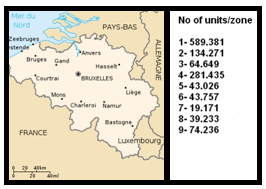 Mer du
Nord
PAYS-BAS
Zeebruges
Ostende
Bruges
Gand
Anvers
Hasselt
ALLEMAGNE
Courtrai
BRUXELLES
Liège
Mons
Charleroi
Namur
Bastogne
FRANCE
Luxembourg
0 20 40km
0 20 40mi
No of units/zone
1- 589.381
2- 134.271
3- 64.649
4- 281.435
5- 43.026
6- 43.757
7- 19.171
8- 39.233
9- 74.236